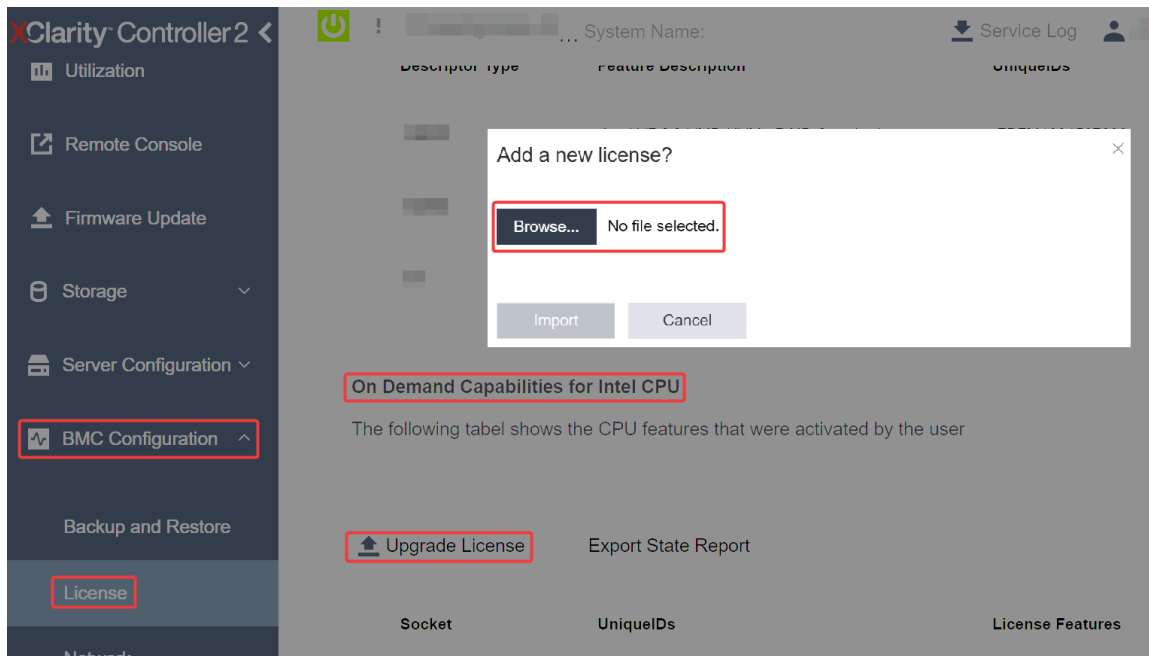 XClarity Controller 2
... System Name:
Service Log
Utilization
Descriptor Type Feature Description UniqueIDs
Remote Console
Add a new license?
Firmware Update
Browse... No file selected.
Storage
Import Cancel
Server Configuration
On Demand Capabilities for Intel CPU
BMC Configuration
The following tabel shows the CPU features that were activated by the user
Backup and Restore
Upgrade License Export State Report
License
Socket UniqueIDs License Features
Network